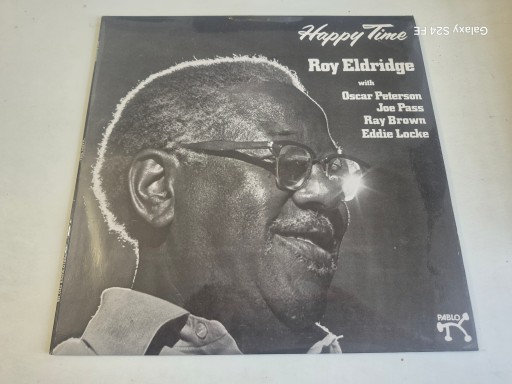 Happy Time
Roy Eldridge
with
Oscar Peterson
Joe Pass
Ray Brown
Eddie Locke
PABLO
Galaxy S24 FE